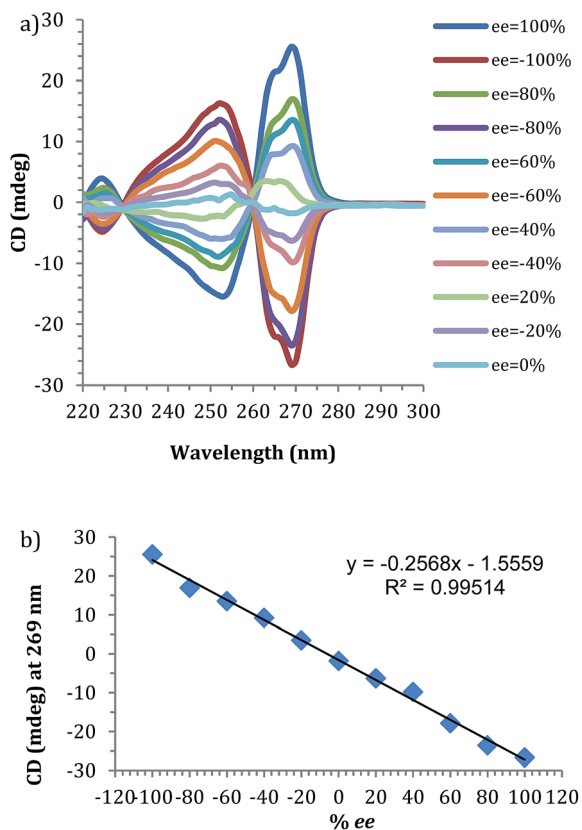 a)
30
20
10
0
-10
-20
-30
CD (mdeg)
220 230 240 250 260 270 280 290 300
Wavelength (nm)
ee=100%
ee=-100%
ee=80%
ee=-80%
ee=60%
ee=-60%
ee=40%
ee=-40%
ee=20%
ee=-20%
ee=0%
b)
30
20
10
0
-10
-20
-30
CD (mdeg) at 269 nm
y = -0.2568x - 1.5559
R² = 0.99514
-120 -100 -80 -60 -40 -20 0 20 40 60 80 100 120
% ee